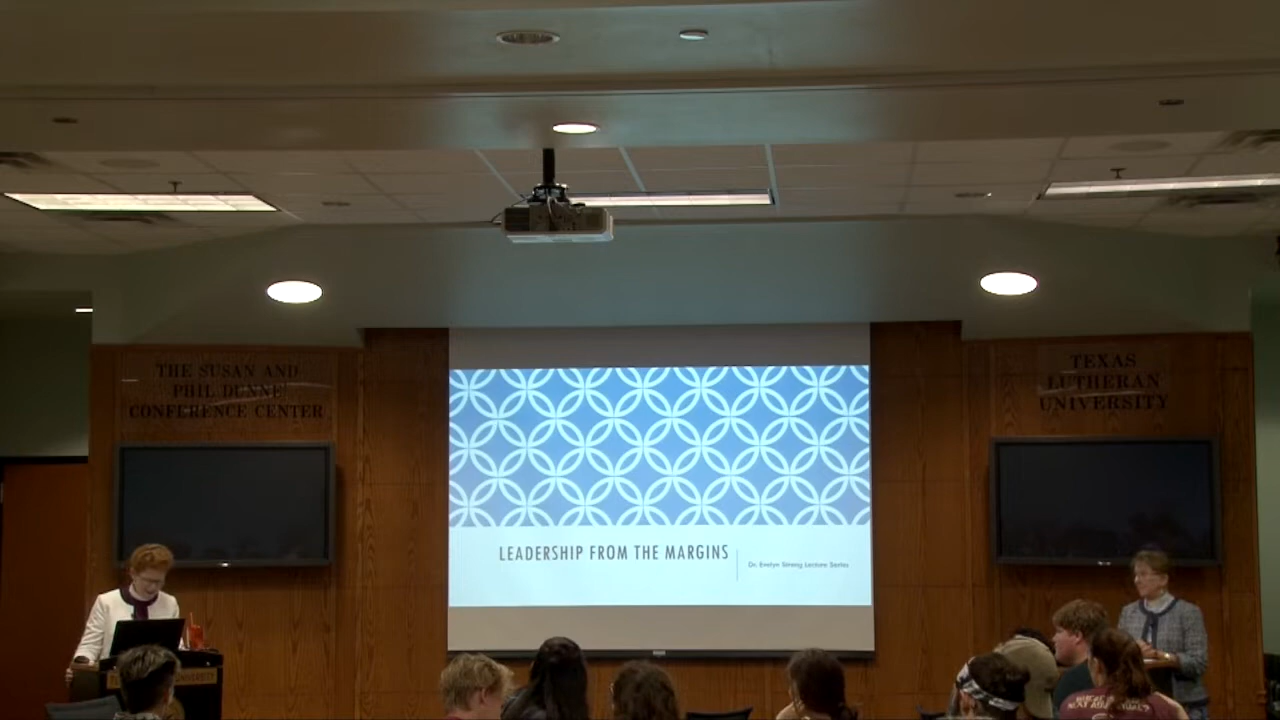 THE SUSAN AND
PHIL DUNNE
CONFERENCE CENTER
TEXAS
LUTHERAN
UNIVERSITY
LEADERSHIP FROM THE MARGINS
Dr. Evelyn Streng Lecture Series
UNIVERSITY